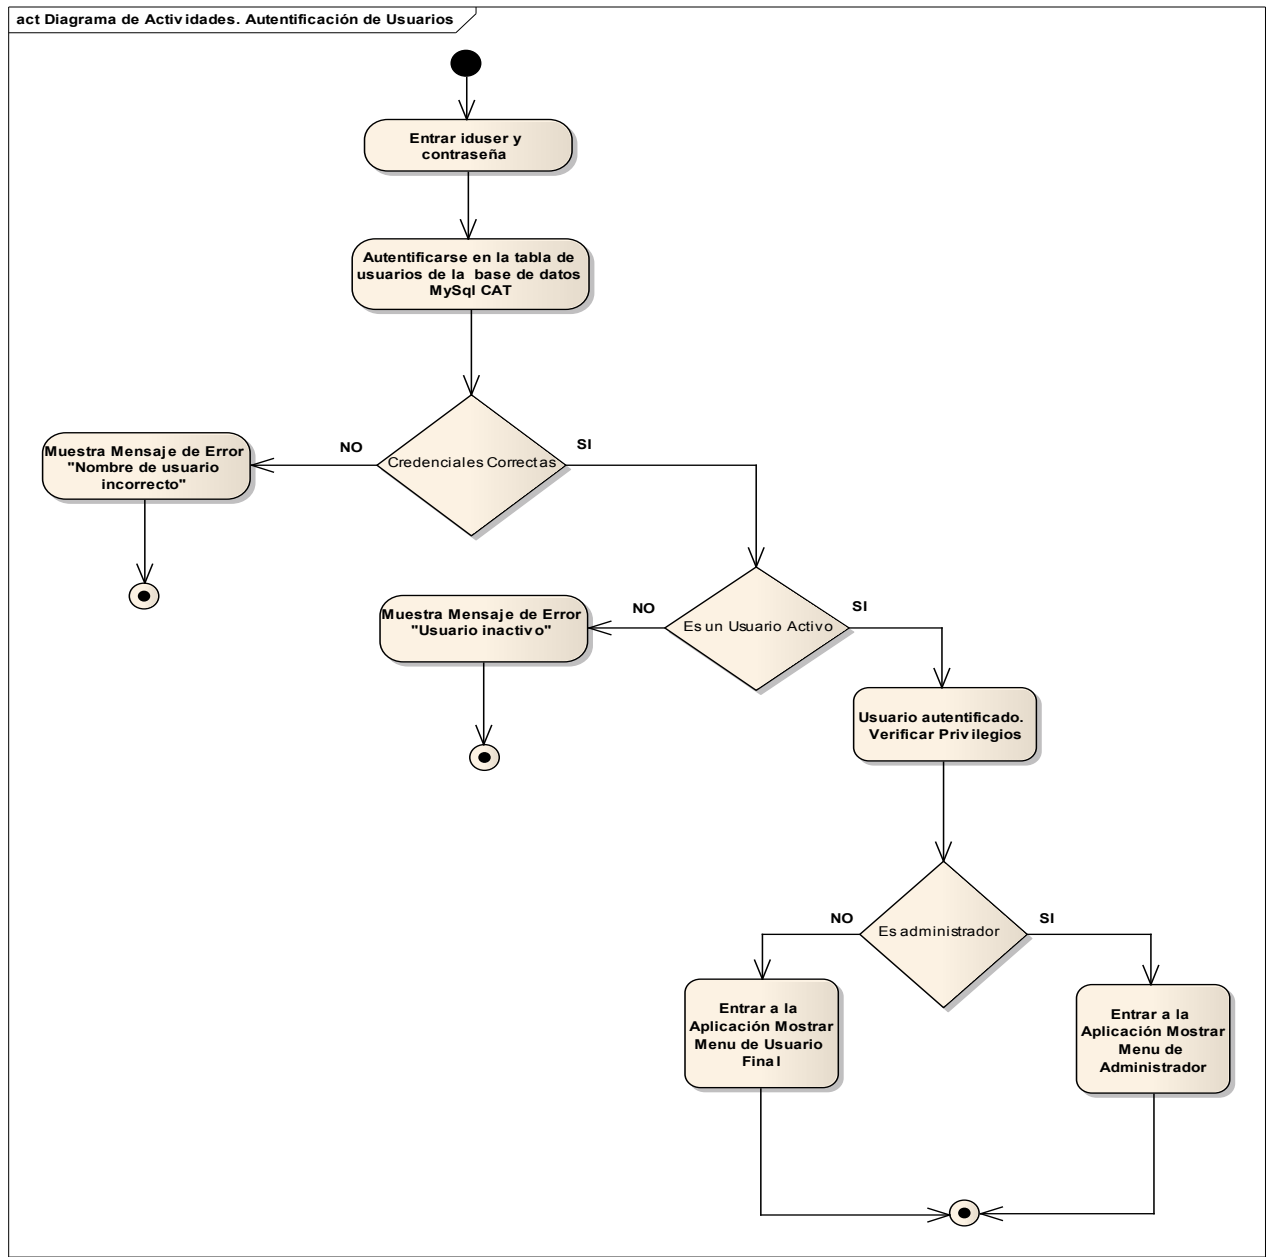 act Diagrama de Actividades. Autentificación de Usuarios
Entrar iduser y
contraseña
Autentificarse en la tabla de
usuarios de la base de datos
MySql CAT
NO
SI
Credenciales Correctas
Muestra Mensaje de Error
"Nombre de usuario
incorrecto"
NO
SI
Es un Usuario Activo
Muestra Mensaje de Error
"Usuario inactivo"
Usuario autentificado.
Verificar Privilegios
NO
SI
Es administrador
Entrar a la
Aplicación Mostrar
Menu de Usuario
Final
Entrar a la
Aplicación Mostrar
Menu de
Administrador